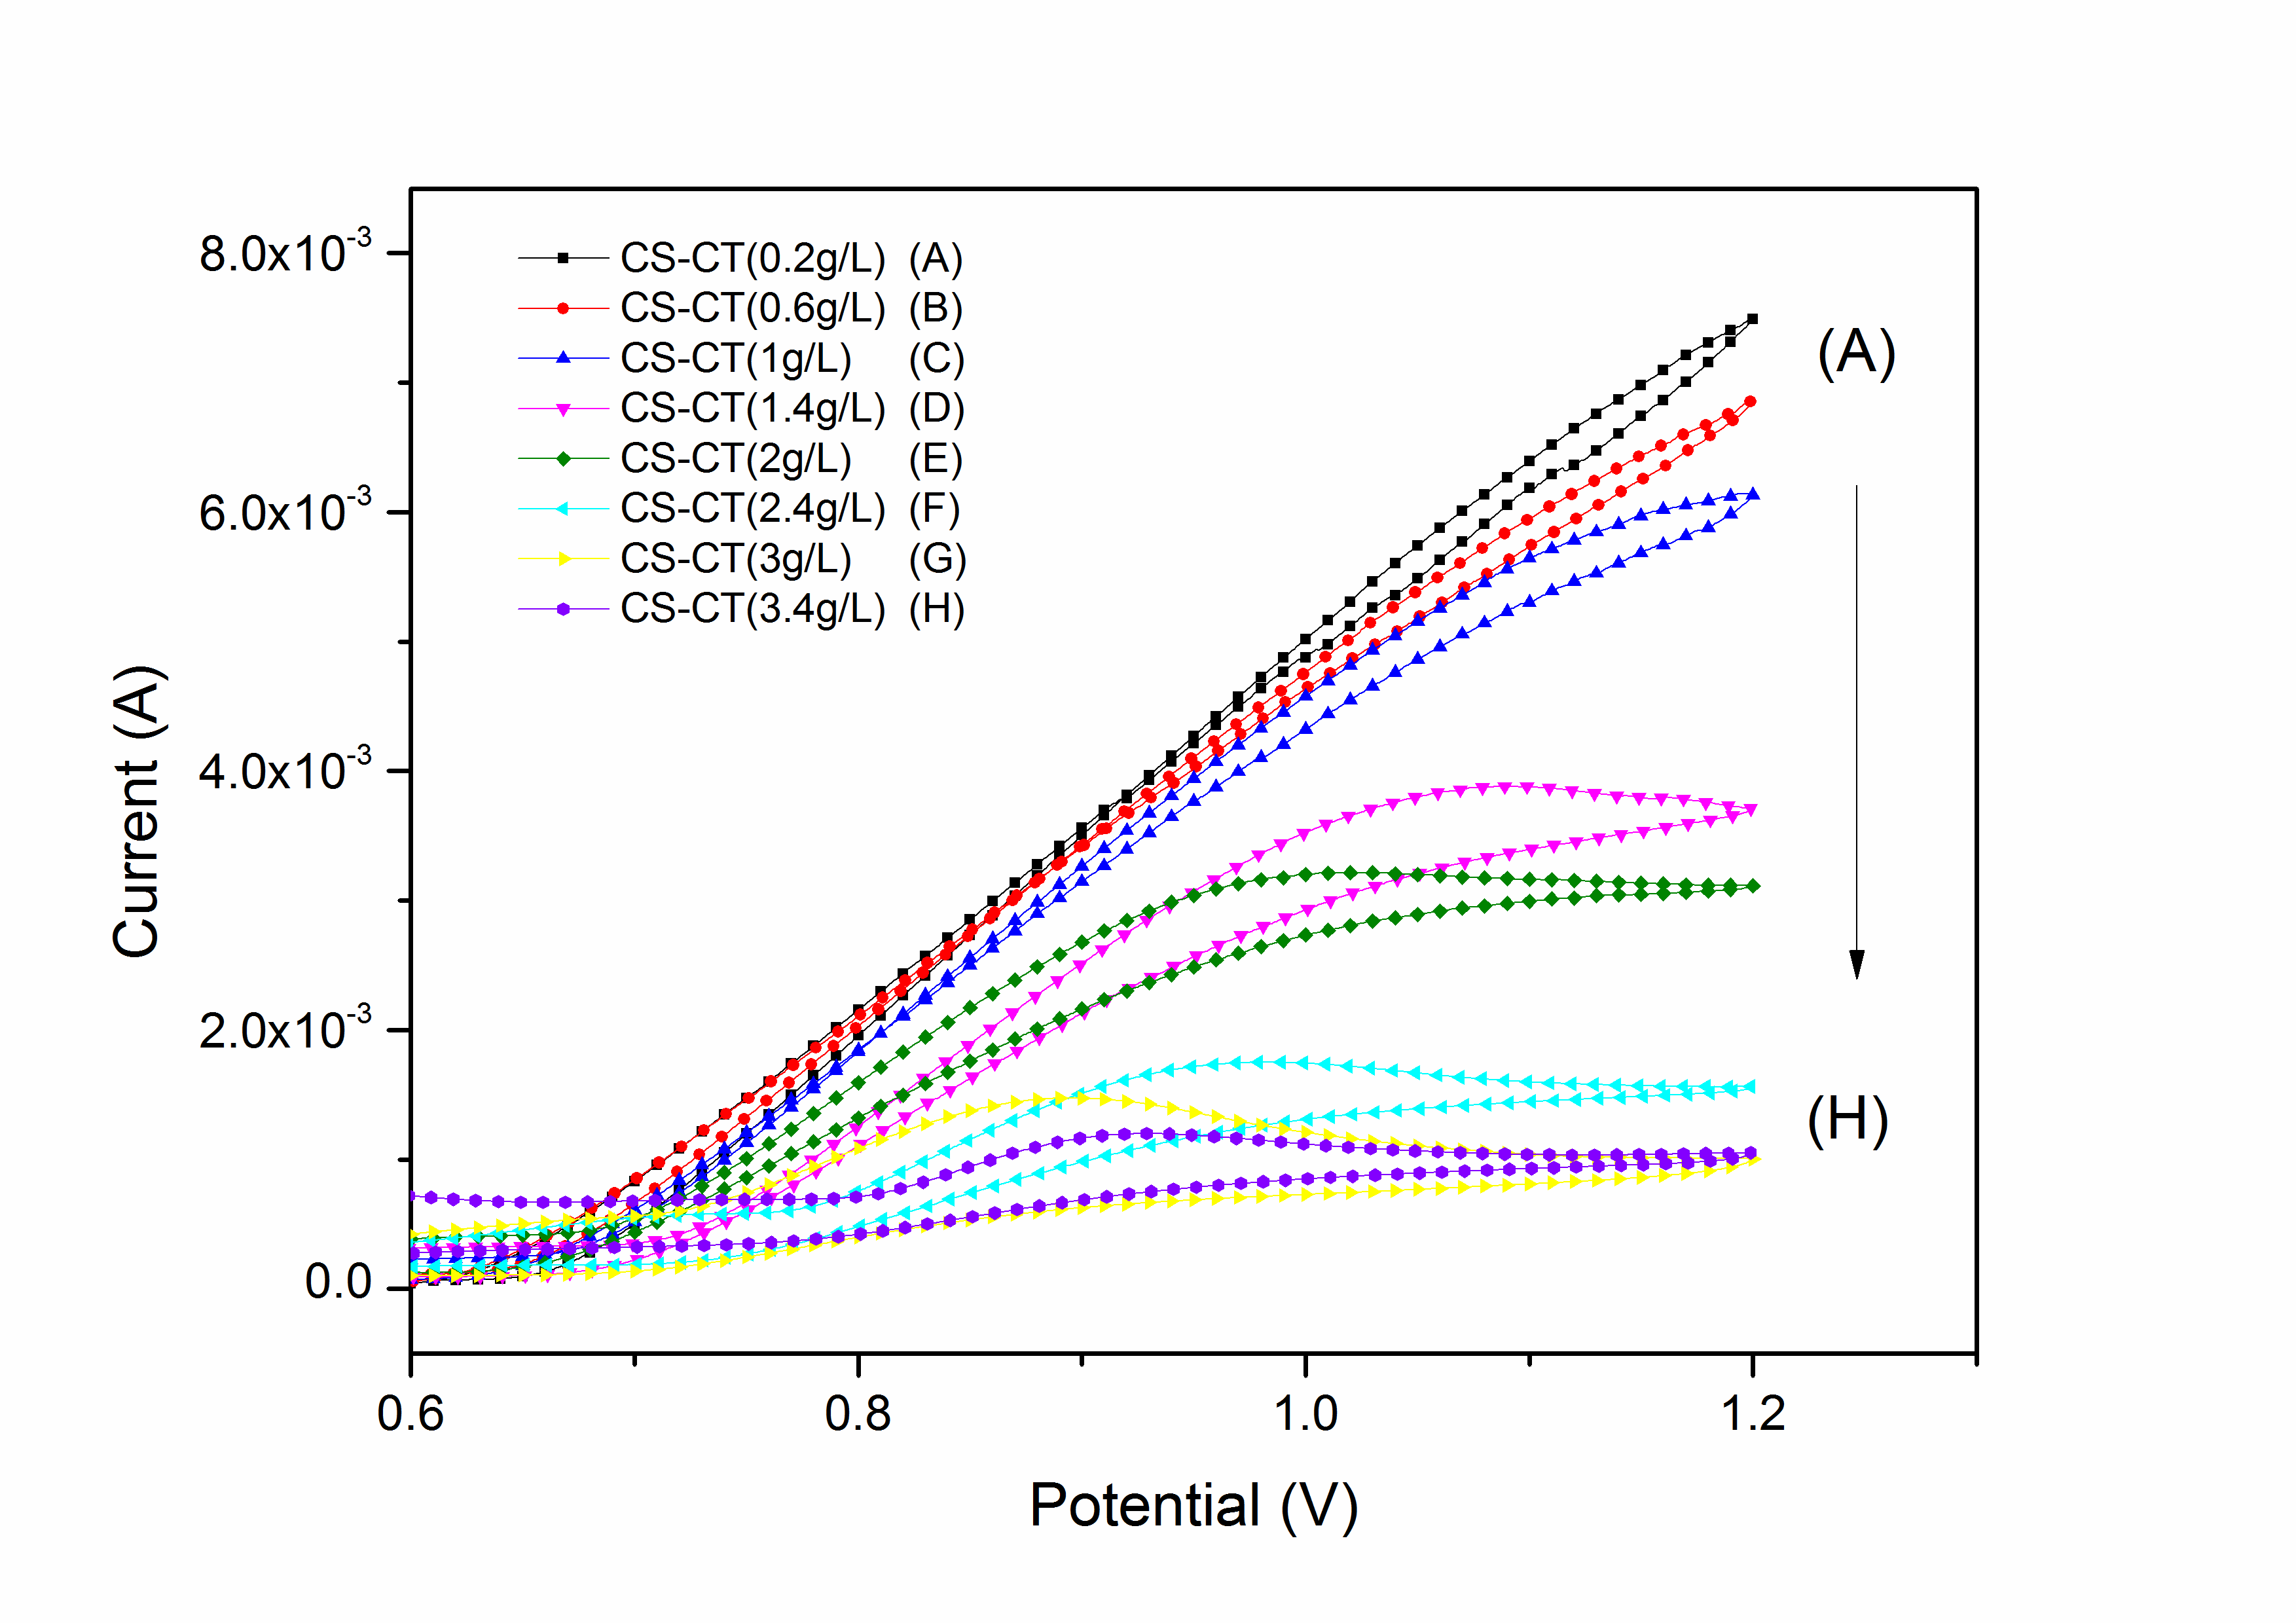 8.0x10-3
6.0x10-3
4.0x10-3
2.0x10-3
0.0
Current (A)
CS-CT(0.2g/L) (A)
CS-CT(0.6g/L) (B)
CS-CT(1g/L) (C)
CS-CT(1.4g/L) (D)
CS-CT(2g/L) (E)
CS-CT(2.4g/L) (F)
CS-CT(3g/L) (G)
CS-CT(3.4g/L) (H)
(A)
(H)
0.6 0.8 1.0 1.2
Potential (V)